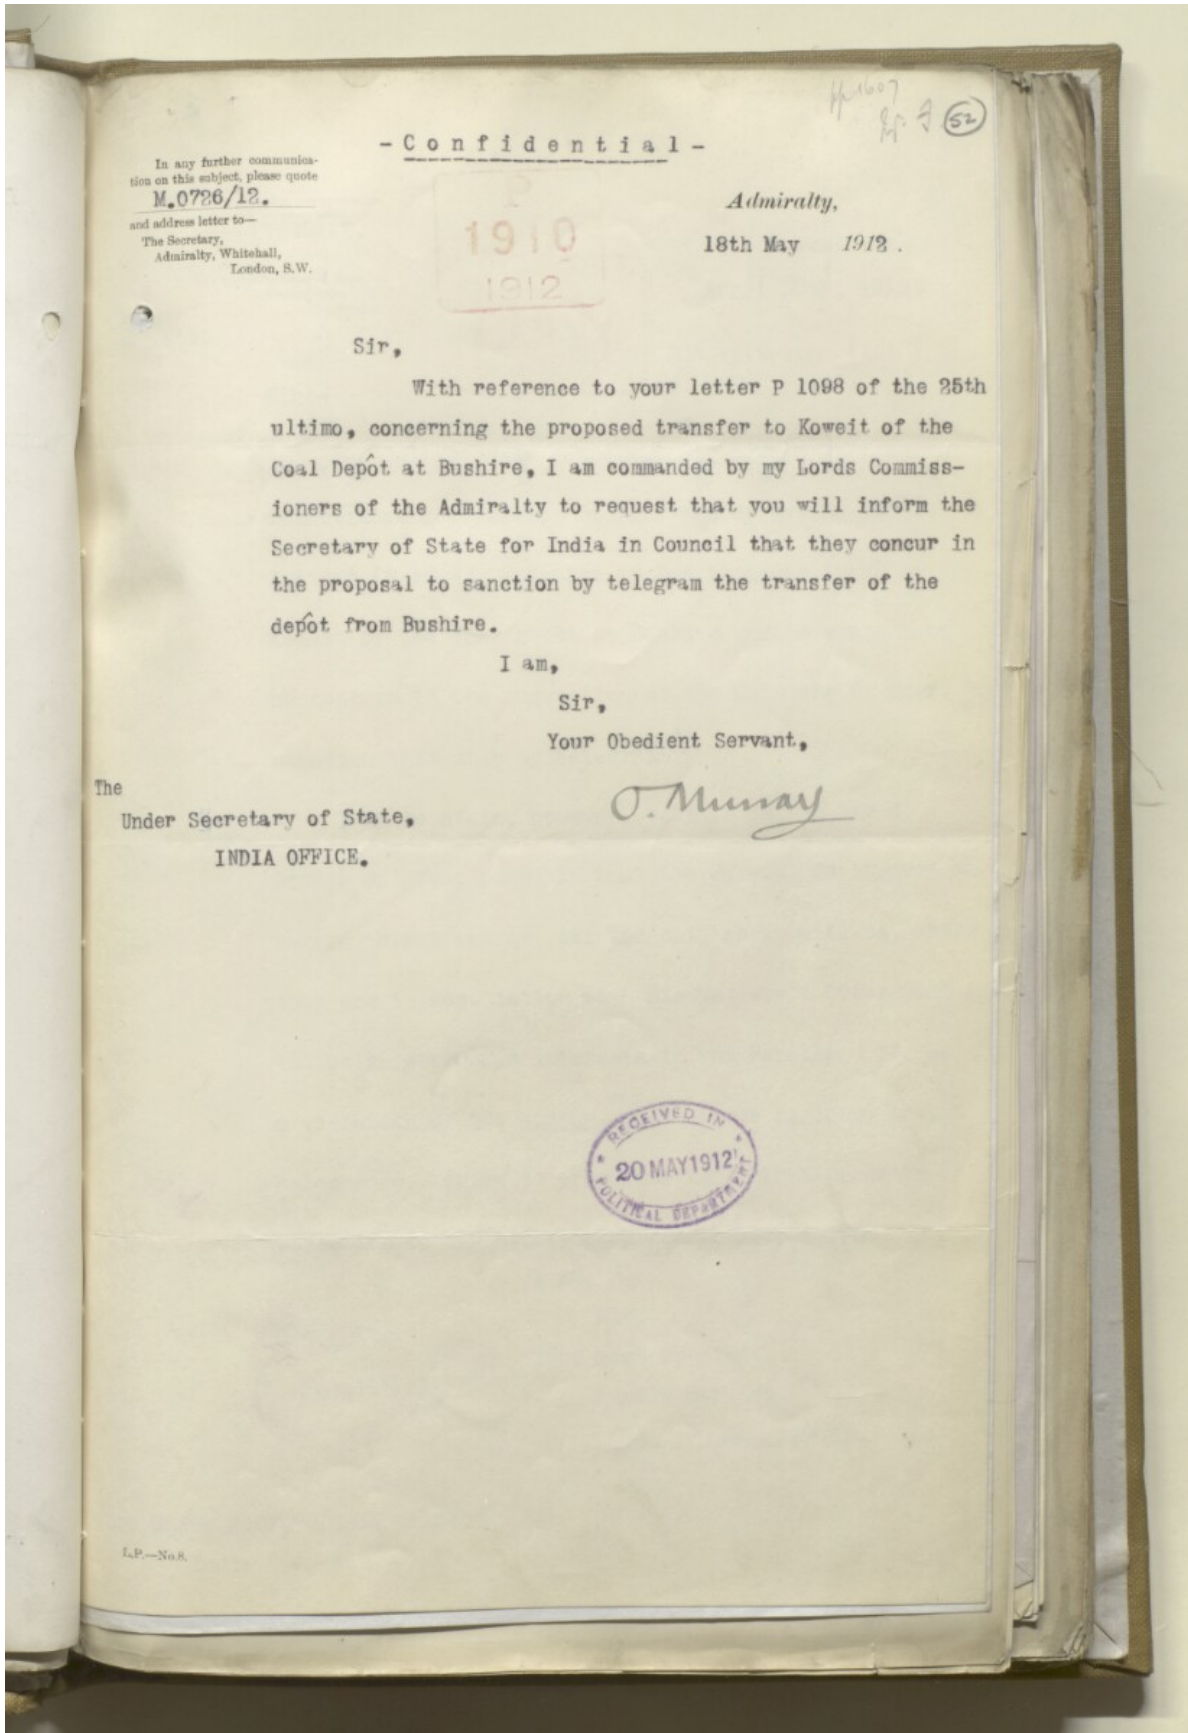 52
- Confidential -
In any further communica-
tion on this subject, please quote
M.0726/12.
and address letter to—
The Secretary,
Admiralty, Whitehall,
London, S.W.
P
1910
1912
Admiralty,
18th May 1912.
Sir,
With reference to your letter P 1098 of the 25th
ultimo, concerning the proposed transfer to Koweit of the
Coal Depôt at Bushire, I am commanded by my Lords Commiss-
ioners of the Admiralty to request that you will inform the
Secretary of State for India in Council that they concur in
the proposal to sanction by telegram the transfer of the
depôt from Bushire.
I am,
Sir,
Your Obedient Servant,
O. Murray
The
Under Secretary of State,
INDIA OFFICE.
RECEIVED IN
20 MAY 1912
POLITICAL DEPARTMENT
L.P.—No.8.